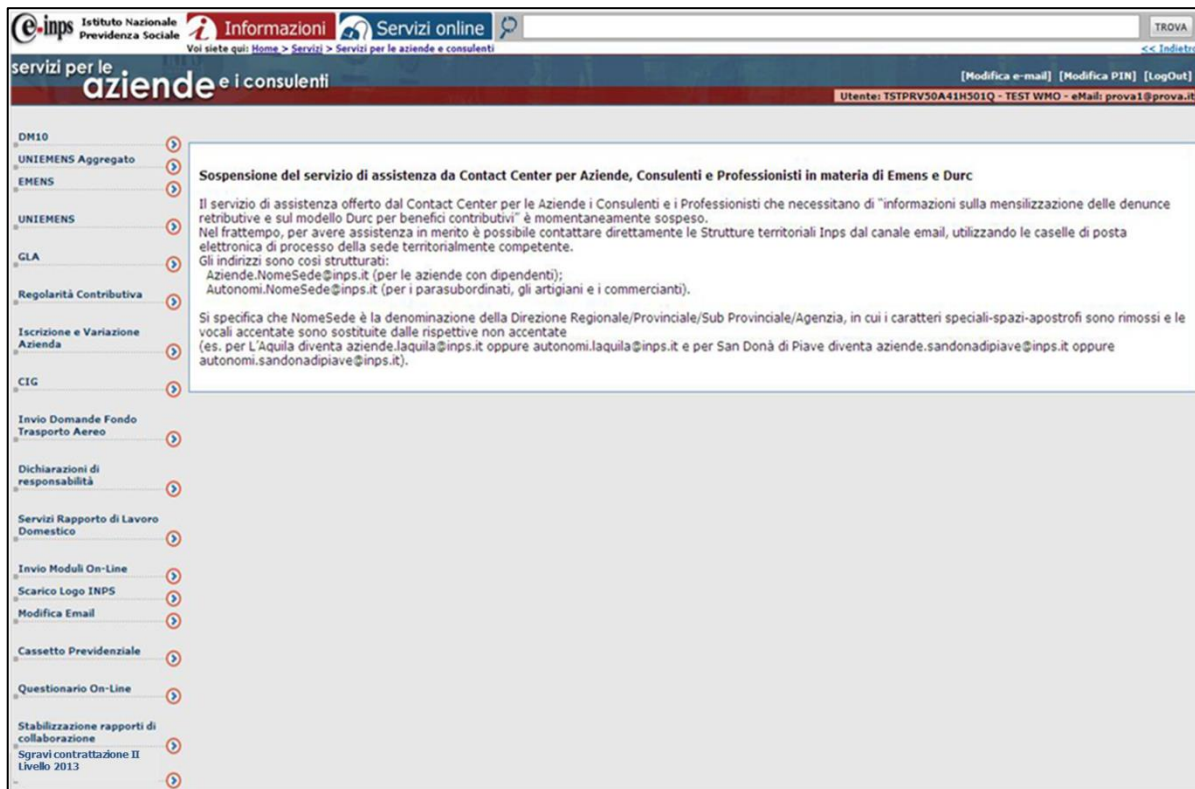 e-inps Istituto Nazionale
Previdenza Sociale
Informazioni
Servizi online
TROVA
Voi siete qui: Home > Servizi > Servizi per le aziende e consulenti
<< Indietro
servizi per le
aziende e i consulenti
[Modifica e-mail] [Modifica PIN] [LogOut]
Utente: TSTPRV50A41H501Q - TEST WMO - eMail: prova1@prova.it
DM10
UNIEMENS Aggregato
EMENS
UNIEMENS
GLA
Regolarità Contributiva
Iscrizione e Variazione
Azienda
CIG
Invio Domande Fondo
Trasporto Aereo
Dichiarazioni di
responsabilità
Servizi Rapporto di Lavoro
Domestico
Invio Moduli On-Line
Scarico Logo INPS
Modifica Email
Cassetto Previdenziale
Questionario On-Line
Stabilizzazione rapporti di
collaborazione
Sgravi contrattazione II
Livello 2013
Sospensione del servizio di assistenza da Contact Center per Aziende, Consulenti e Professionisti in materia di Emens e Durc
Il servizio di assistenza offerto dal Contact Center per le Aziende i Consulenti e i Professionisti che necessitano di "informazioni sulla mensilizzazione delle denunce
retributive e sul modello Durc per benefici contributivi" è momentaneamente sospeso.
Nel frattempo, per avere assistenza in merito è possibile contattare direttamente le Strutture territoriali Inps dal canale email, utilizzando le caselle di posta
elettronica di processo della sede territorialmente competente.
Gli indirizzi sono così strutturati:
Aziende.NomeSede@inps.it (per le aziende con dipendenti);
Autonomi.NomeSede@inps.it (per i parasubordinati, gli artigiani e i commercianti).
Si specifica che NomeSede è la denominazione della Direzione Regionale/Provinciale/Sub Provinciale/Agenzia, in cui i caratteri speciali-spazi-apostrofi sono rimossi e le
vocali accentate sono sostituite dalle rispettive non accentate
(es. per L'Aquila diventa aziende.laquila@inps.it oppure autonomi.laquila@inps.it e per San Donà di Piave diventa aziende.sandonadipiave@inps.it oppure
autonomi.sandonadipiave@inps.it).